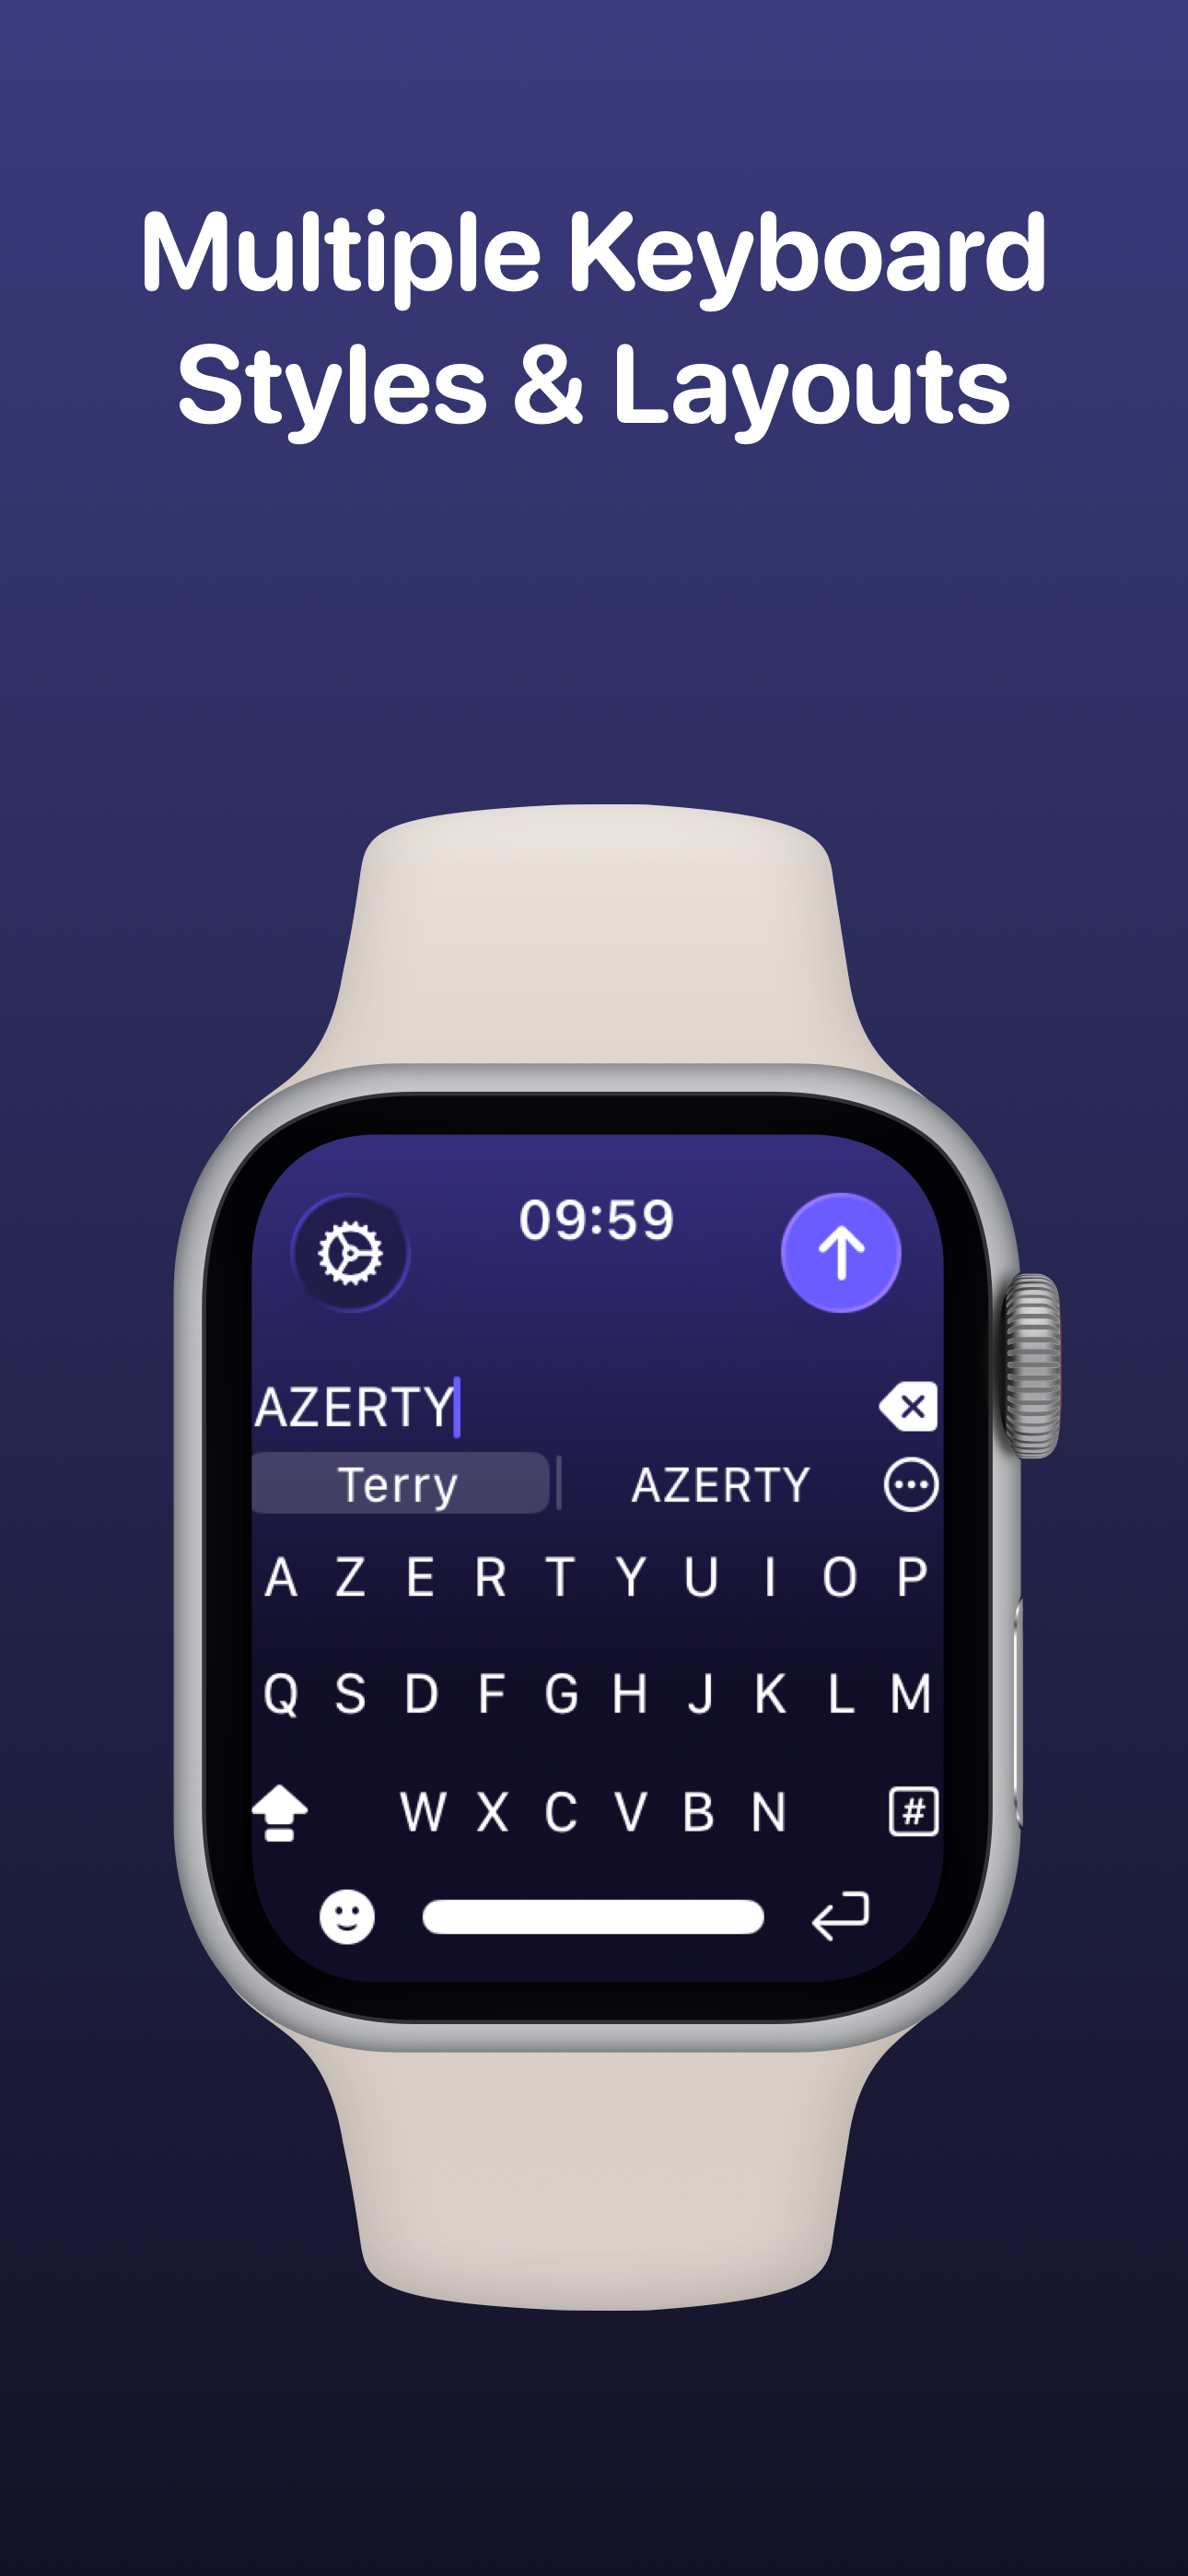 Multiple Keyboard
Styles & Layouts
09:59
AZERTY
Terry AZERTY
A Z E R T Y U I O P
Q S D F G H J K L M
W X C V B N #